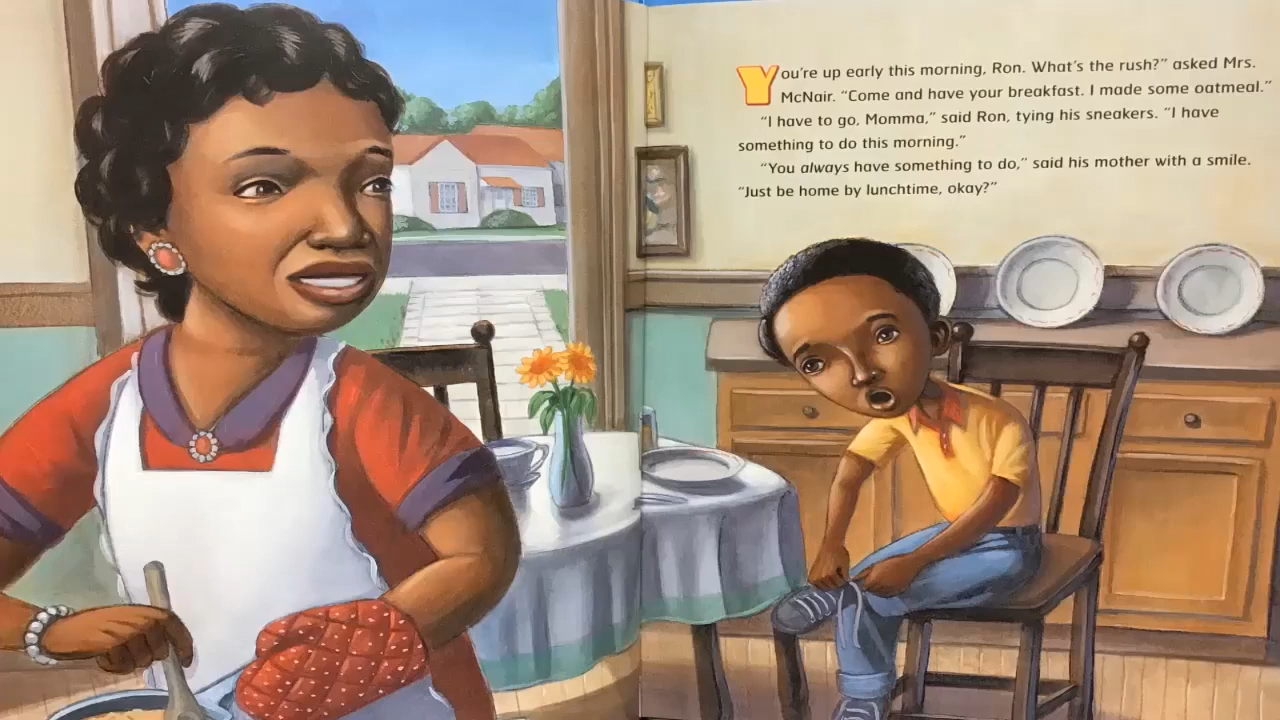 You're up early this morning, Ron. What's the rush?" asked Mrs.
McNair. "Come and have your breakfast. I made some oatmeal."
"I have to go, Momma," said Ron, tying his sneakers. "I have
something to do this morning."
"You always have something to do," said his mother with a smile.
"Just be home by lunchtime, okay?"